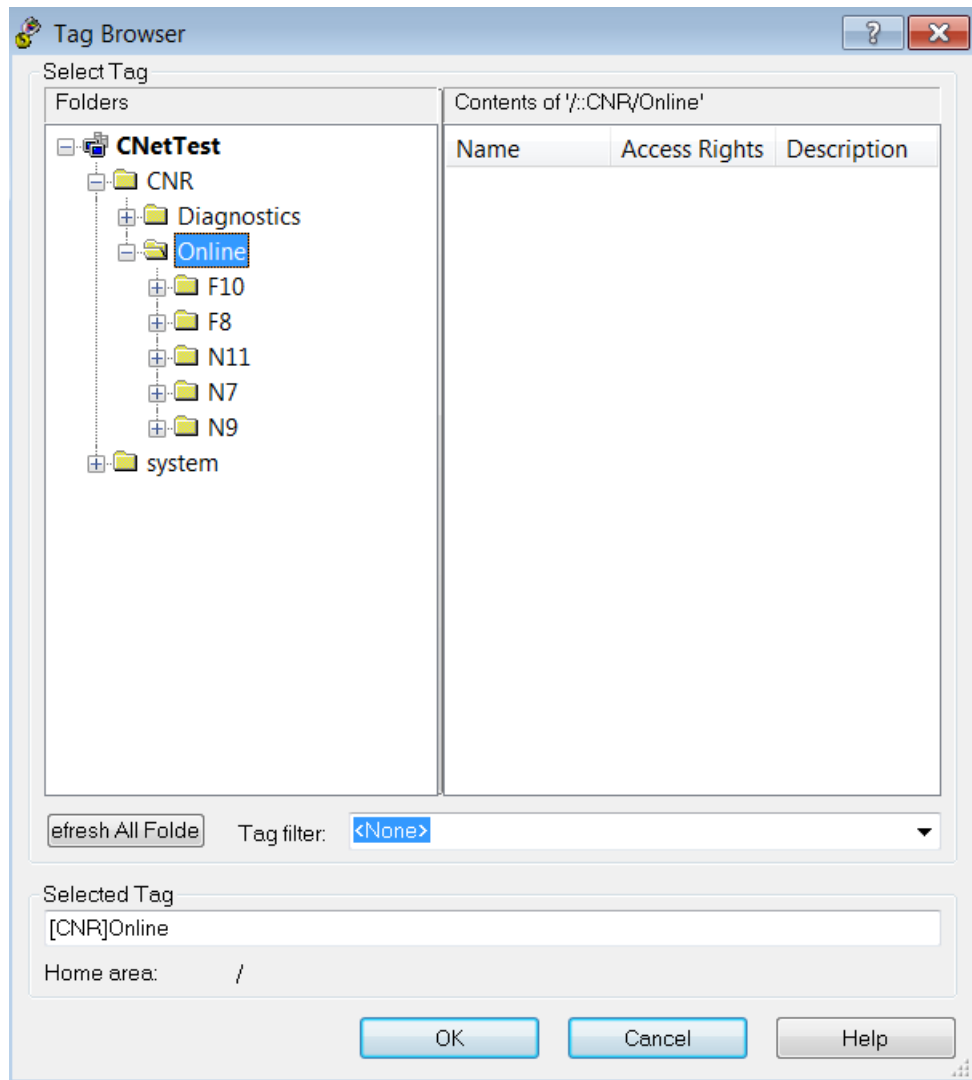 Tag Browser
Select Tag
Folders
Contents of '/::CNR/Online'
CNetTest
CNR
Diagnostics
Online
F10
F8
N11
N7
N9
system
Name Access Rights Description
efresh All Folde Tag filter: <None>
Selected Tag
[CNR]Online
Home area: /
OK Cancel Help